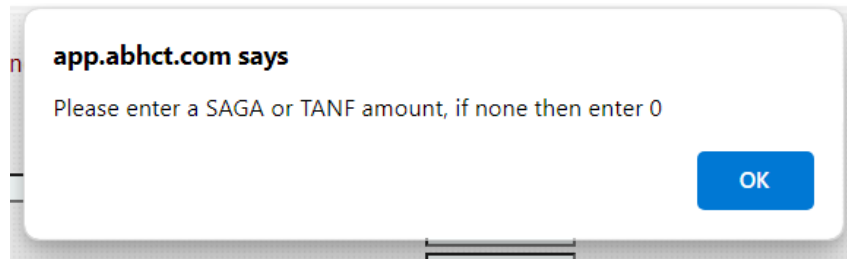 n
app.abhct.com says
Please enter a SAGA or TANF amount, if none then enter 0
OK